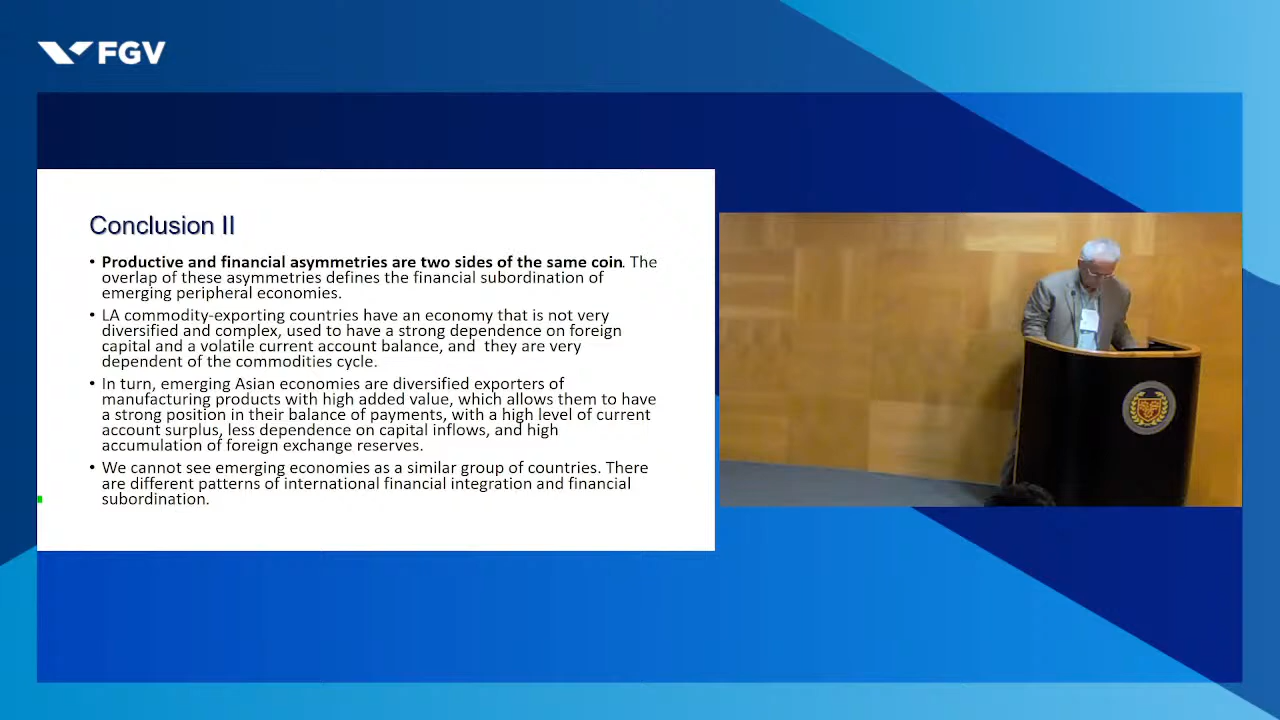 FGV
Conclusion II
• Productive and financial asymmetries are two sides of the same coin. The
overlap of these asymmetries defines the financial subordination of
emerging peripheral economies.
• LA commodity-exporting countries have an economy that is not very
diversified and complex, used to have a strong dependence on foreign
capital and a volatile current account balance, and  they are very
dependent of the commodities cycle.
• In turn, emerging Asian economies are diversified exporters of
manufacturing products with high added value, which allows them to have
a strong position in their balance of payments, with a high level of current
account surplus, less dependence on capital inflows, and high
accumulation of foreign exchange reserves.
• We cannot see emerging economies as a similar group of countries. There
are different patterns of international financial integration and financial
subordination.